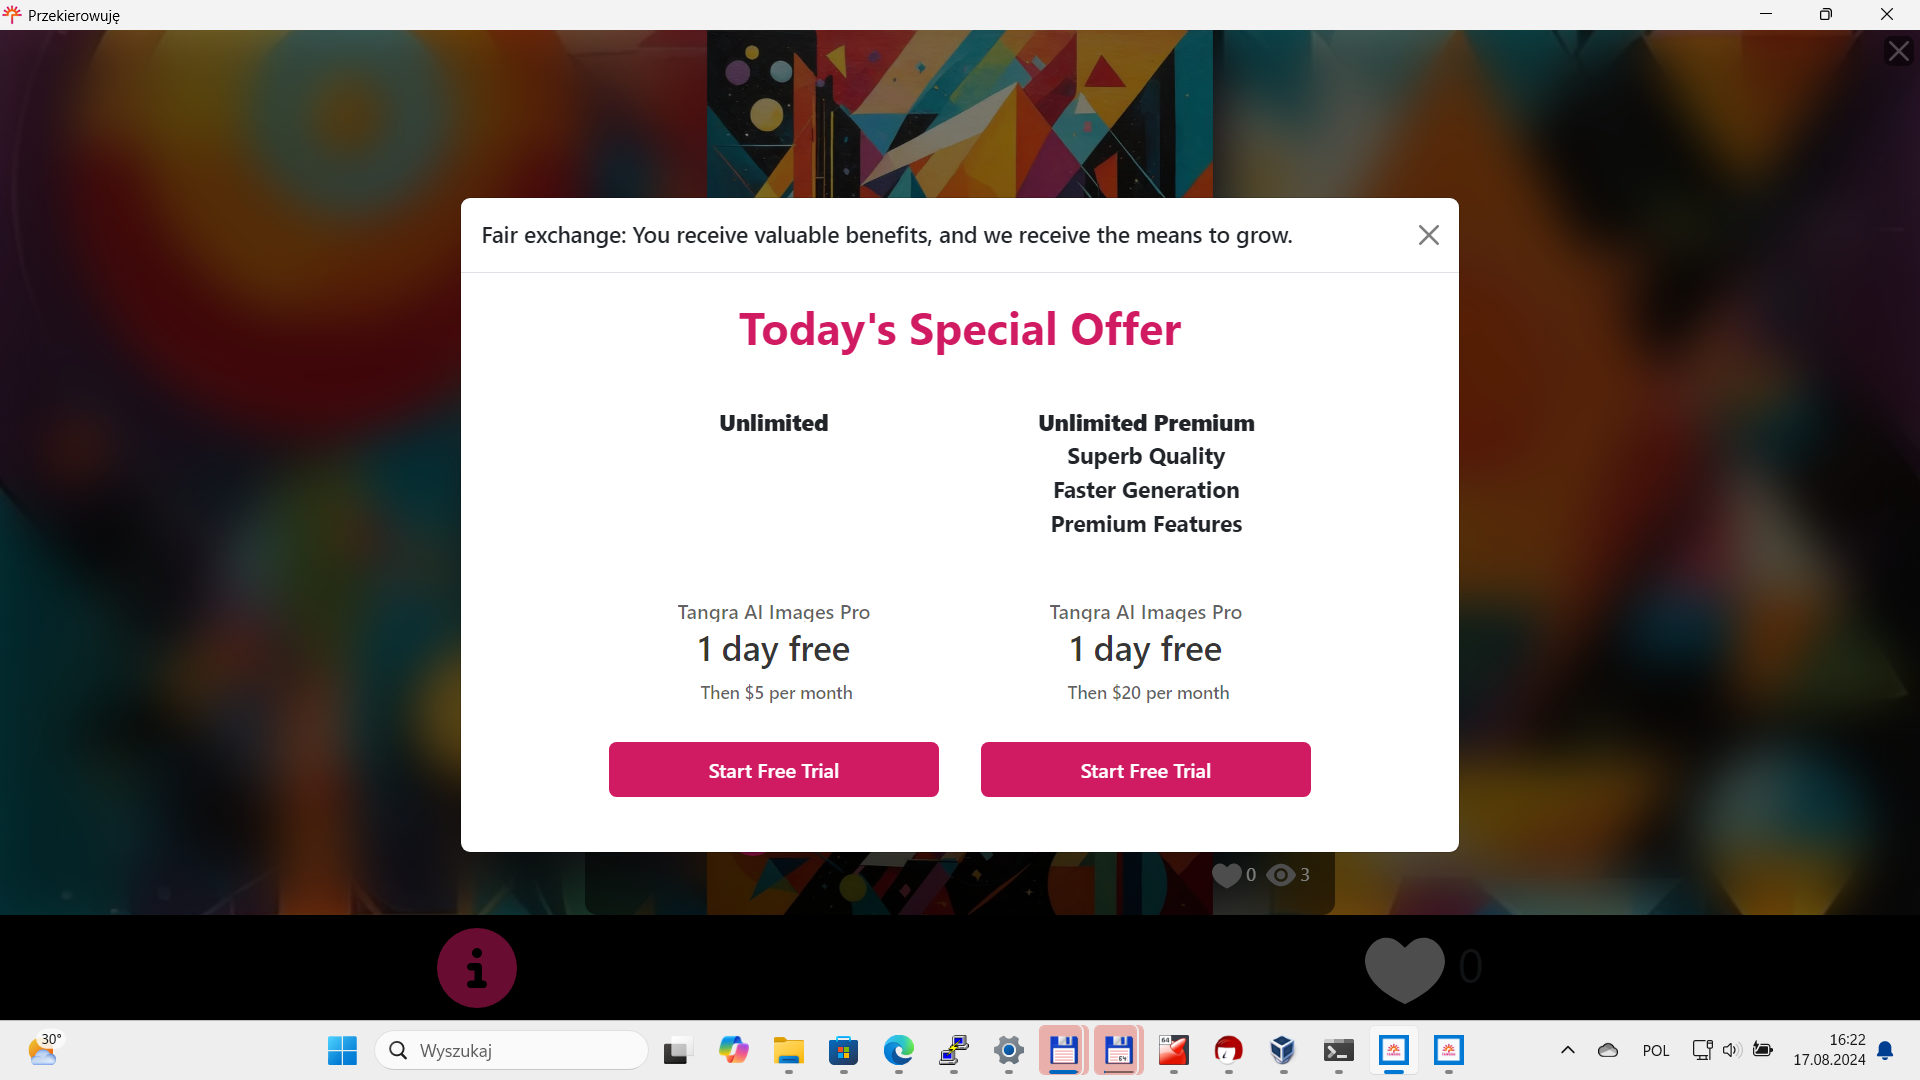 Przekierowuję
Fair exchange: You receive valuable benefits, and we receive the means to grow.
Today's Special Offer
Unlimited
Unlimited Premium
Superb Quality
Faster Generation
Premium Features
Tangra AI Images Pro
1 day free
Then $5 per month
Start Free Trial
Tangra AI Images Pro
1 day free
Then $20 per month
Start Free Trial
0 3
0
30°
Wyszukaj
64
64
POL
16:22
17.08.2024